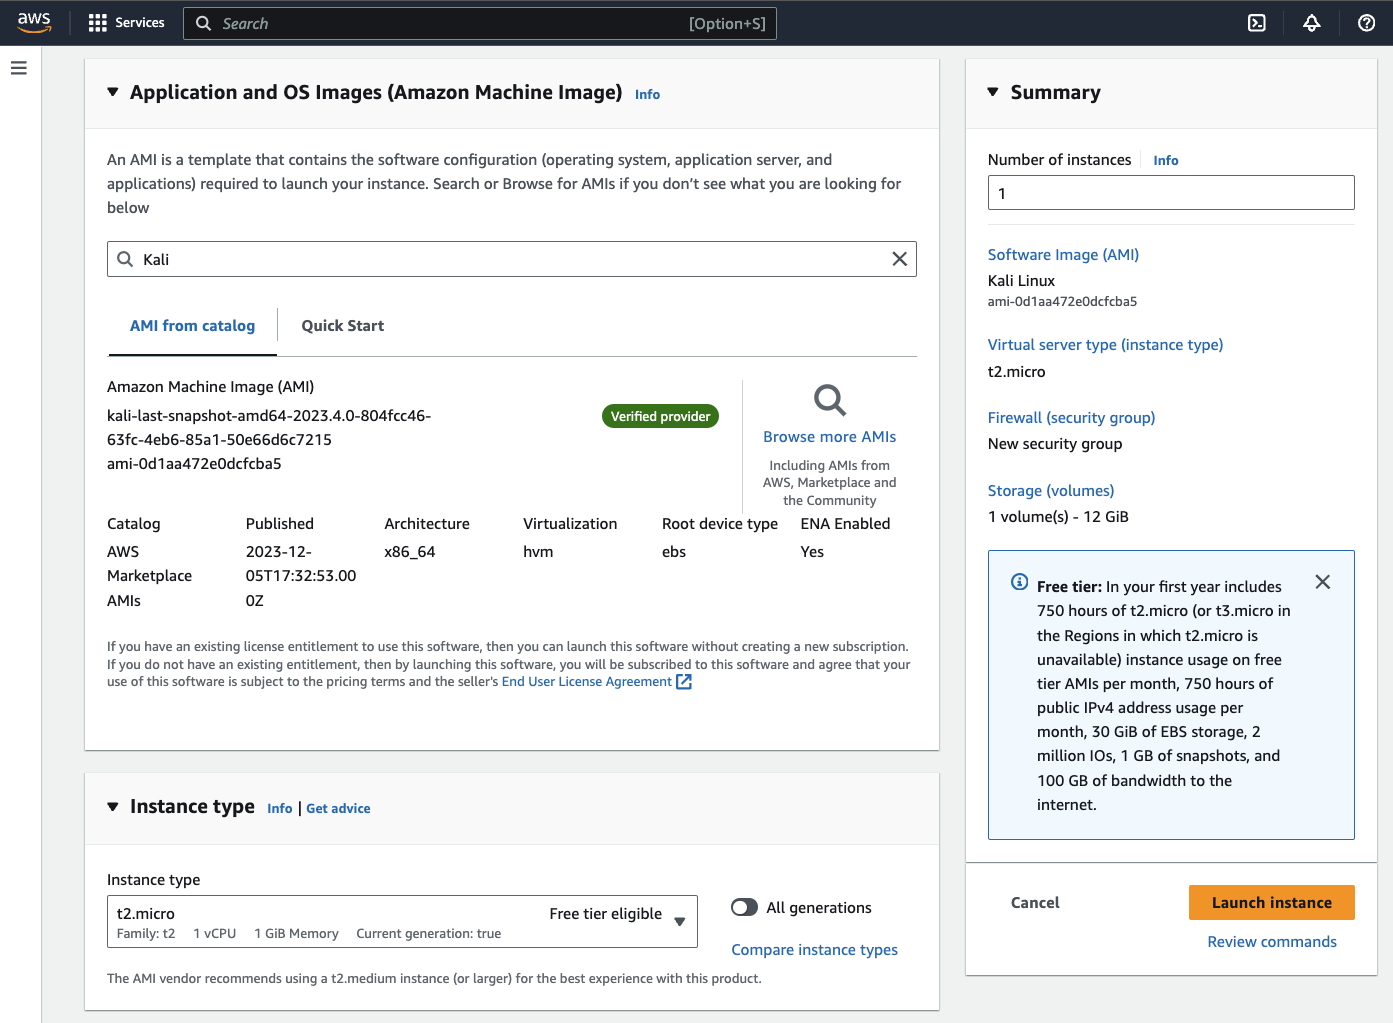 aws
Services
Search
[Option+S]
Application and OS Images (Amazon Machine Image) Info
An AMI is a template that contains the software configuration (operating system, application server, and
applications) required to launch your instance. Search or Browse for AMIs if you don’t see what you are looking for
below
Kali
AMI from catalog
Quick Start
Amazon Machine Image (AMI)
kali-last-snapshot-amd64-2023.4.0-804fcc46-
63fc-4eb6-85a1-50e66d6c7215
ami-0d1aa472e0dcfcba5
Verified provider
Browse more AMIs
Including AMIs from
AWS, Marketplace and
the Community
Catalog
AWS
Marketplace
AMIs
Published
2023-12-
05T17:32:53.00
0Z
Architecture
x86_64
Virtualization
hvm
Root device type
ebs
ENA Enabled
Yes
If you have an existing license entitlement to use this software, then you can launch this software without creating a new subscription.
If you do not have an existing entitlement, then by launching this software, you will be subscribed to this software and agree that your
use of this software is subject to the pricing terms and the seller's End User License Agreement
Instance type Info | Get advice
Instance type
t2.micro
Free tier eligible
Family: t2 1 vCPU 1 GiB Memory Current generation: true
All generations
Compare instance types
The AMI vendor recommends using a t2.medium instance (or larger) for the best experience with this product.
Summary
Number of instances Info
1
Software Image (AMI)
Kali Linux
ami-0d1aa472e0dcfcba5
Virtual server type (instance type)
t2.micro
Firewall (security group)
New security group
Storage (volumes)
1 volume(s) - 12 GiB
Free tier: In your first year includes
750 hours of t2.micro (or t3.micro in
the Regions in which t2.micro is
unavailable) instance usage on free
tier AMIs per month, 750 hours of
public IPv4 address usage per
month, 30 GiB of EBS storage, 2
million IOs, 1 GB of snapshots, and
100 GB of bandwidth to the
internet.
Cancel
Launch instance
Review commands